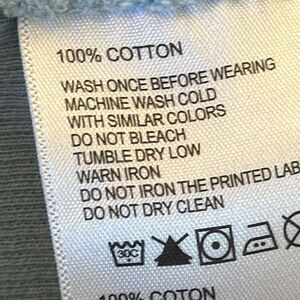 100% COTTON
WASH ONCE BEFORE WEARING
MACHINE WASH COLD
WITH SIMILAR COLORS
DO NOT BLEACH
TUMBLE DRY LOW
WARN IRON
DO NOT IRON THE PRINTED LAB
DO NOT DRY CLEAN
30C
100% COTTON